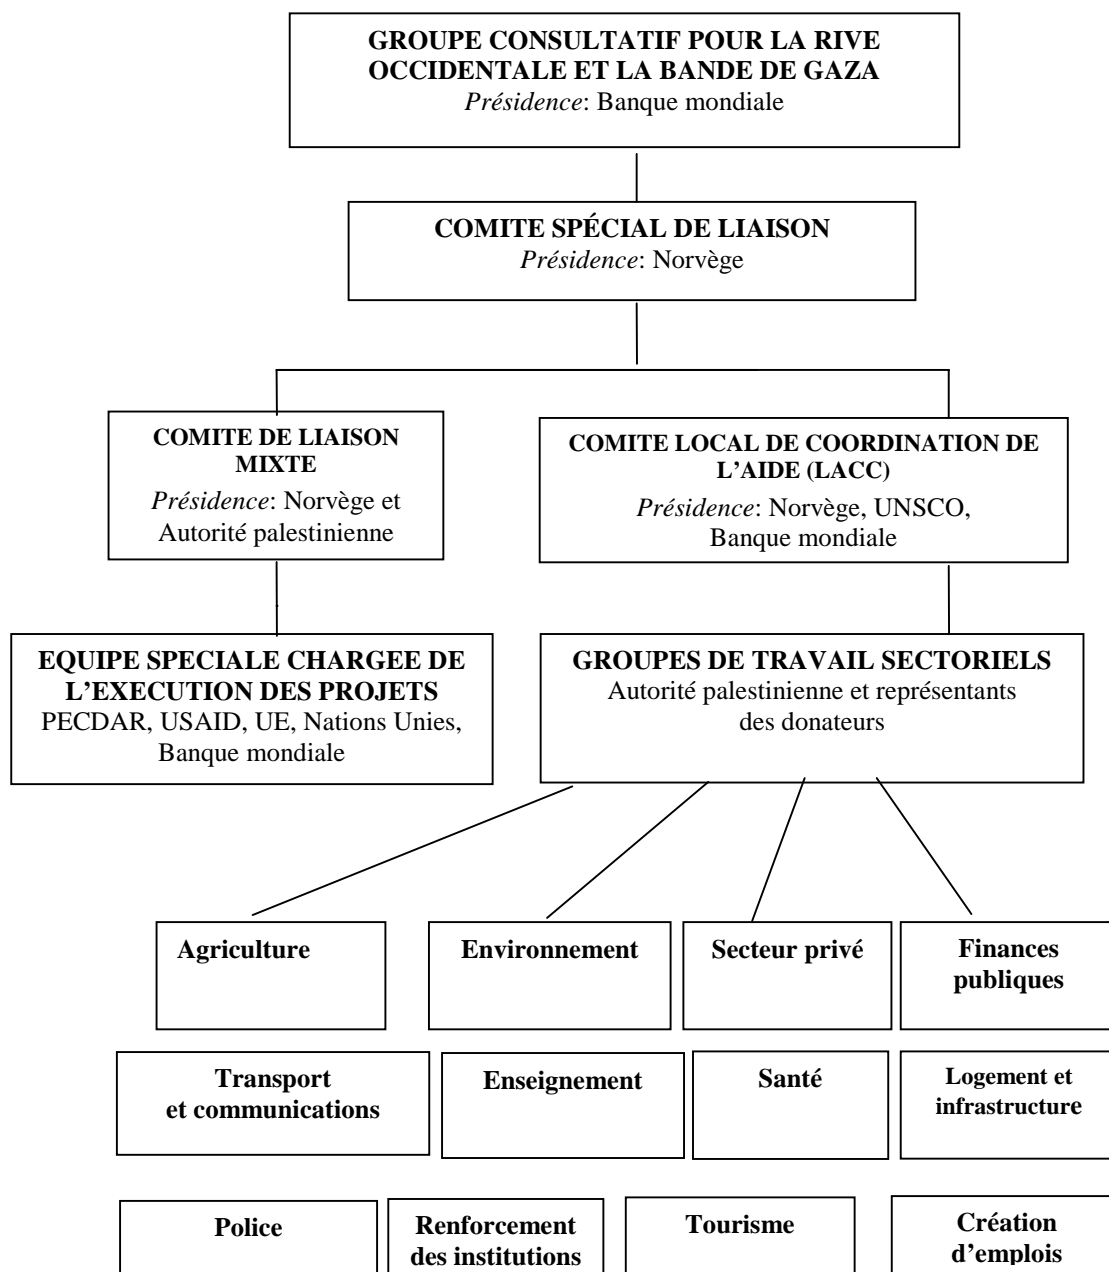 GROUPE CONSULTATIF POUR LA RIVE
OCCIDENTALE ET LA BANDE DE GAZA
Présidence: Banque mondiale
COMITE SPÉCIAL DE LIAISON
Présidence: Norvège
COMITE DE LIAISON
MIXTE
Présidence: Norvège et
Autorité palestinienne
COMITE LOCAL DE COORDINATION DE
L'AIDE (LACC)
Présidence: Norvège, UNSCO,
Banque mondiale
EQUIPE SPECIALE CHARGEE DE
L'EXECUTION DES PROJETS
PECDAR, USAID, UE, Nations Unies,
Banque mondiale
GROUPES DE TRAVAIL SECTORIELS
Autorité palestinienne et représentants
des donateurs
Agriculture
Environnement
Secteur privé
Finances
publiques
Transport
et communications
Enseignement
Santé
Logement et
infrastructure
Police
Renforcement
des institutions
Tourisme
Création
d'emplois